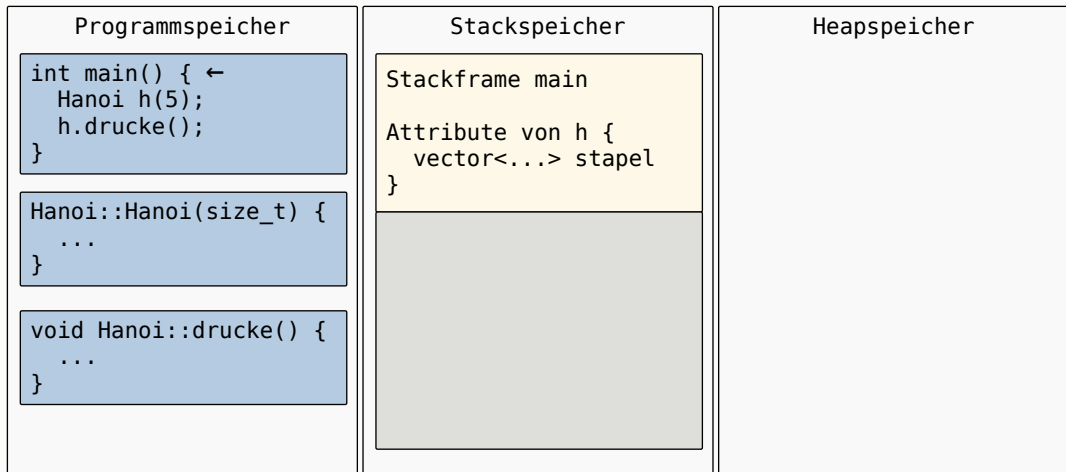 Programmspeicher
int main() { ←
  Hanoi h(5);
  h.drucke();
}
Hanoi::Hanoi(size_t) {
  ...
}
void Hanoi::drucke() {
  ...
}
Stackspeicher
Stackframe main
Attribute von h {
  vector<...> stapel
}
Heapspeicher